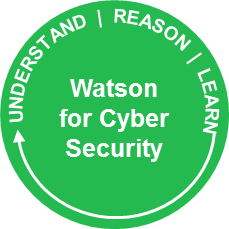 UNDERSTAND | REASON | LEARN
Watson
for Cyber
Security